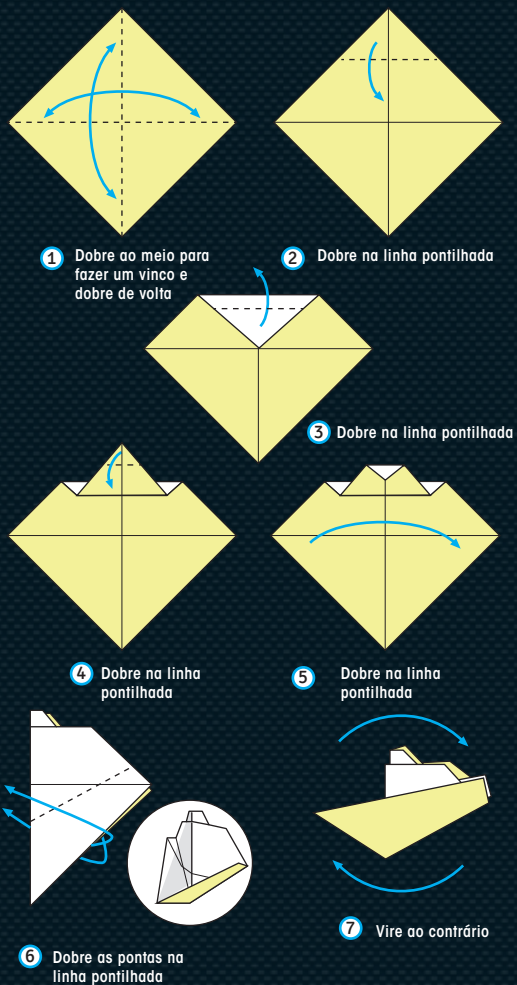 1 Dobre ao meio para
fazer um vinco e
dobre de volta
2 Dobre na linha pontilhada
3 Dobre na linha pontilhada
4 Dobre na linha
pontilhada
5 Dobre na linha
pontilhada
6 Dobre as pontas na
linha pontilhada
7 Vire ao contrário